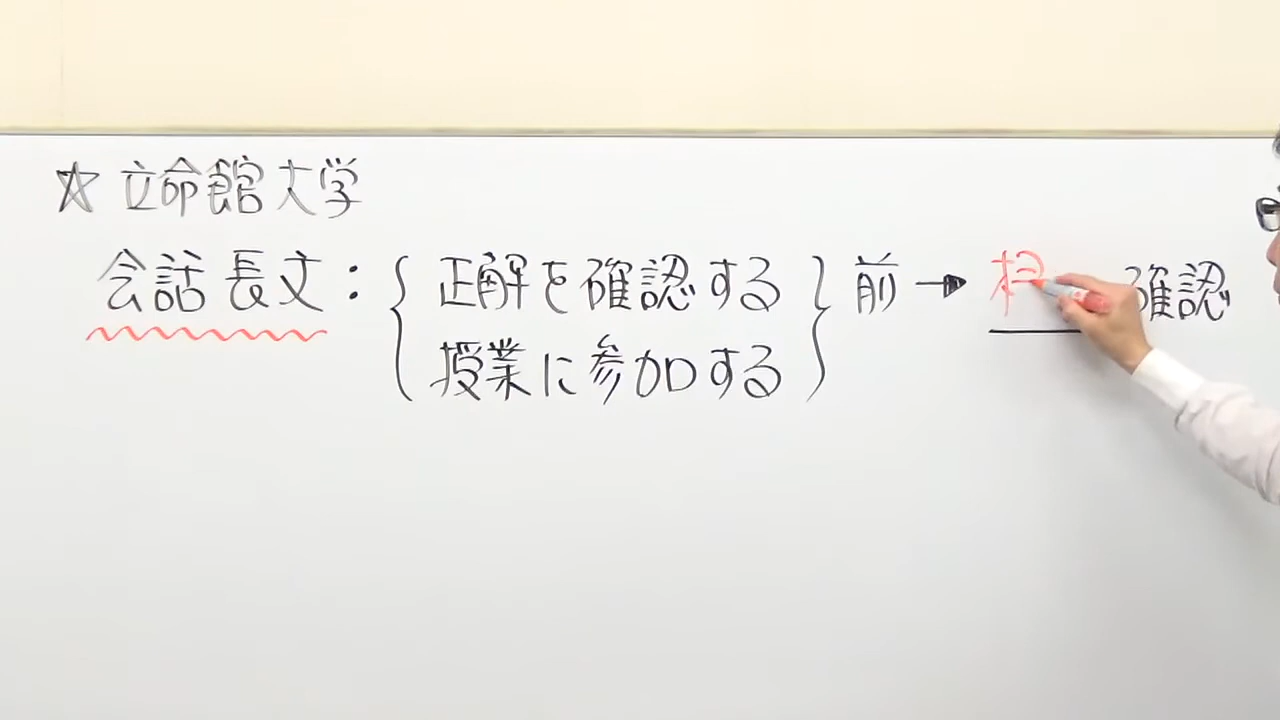 ☆ 立命館大学
会話長文: { 正解を確認する } 前 → 確認
授業に参加する